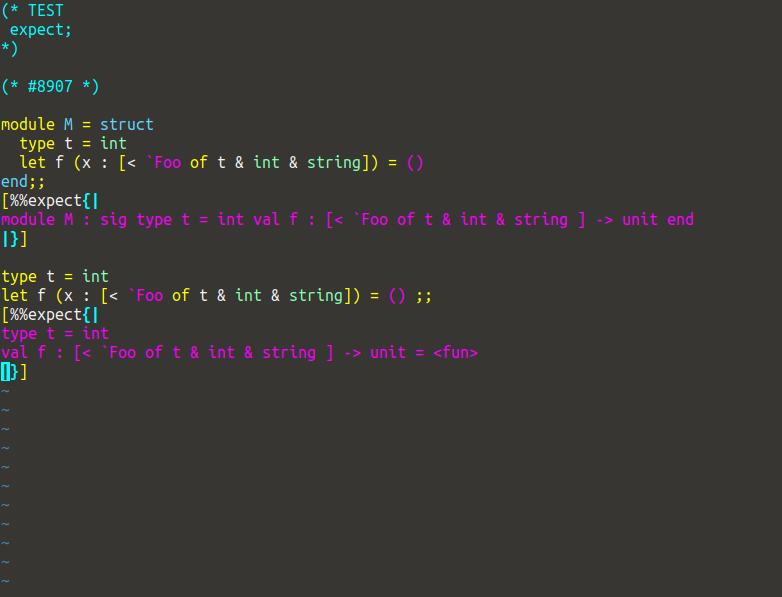 (* TEST
 expect;
*)

(* #8907 *)

module M = struct
  type t = int
  let f (x : [< `Foo of t & int & string]) = ()
end;;
[%%expect{|
module M : sig type t = int val f : [< `Foo of t & int & string ] -> unit end
|}]

type t = int
let f (x : [< `Foo of t & int & string]) = () ;;
[%%expect{|
type t = int
val f : [< `Foo of t & int & string ] -> unit = <fun>
|}]
~
~
~
~
~
~
~
~
~
~
~